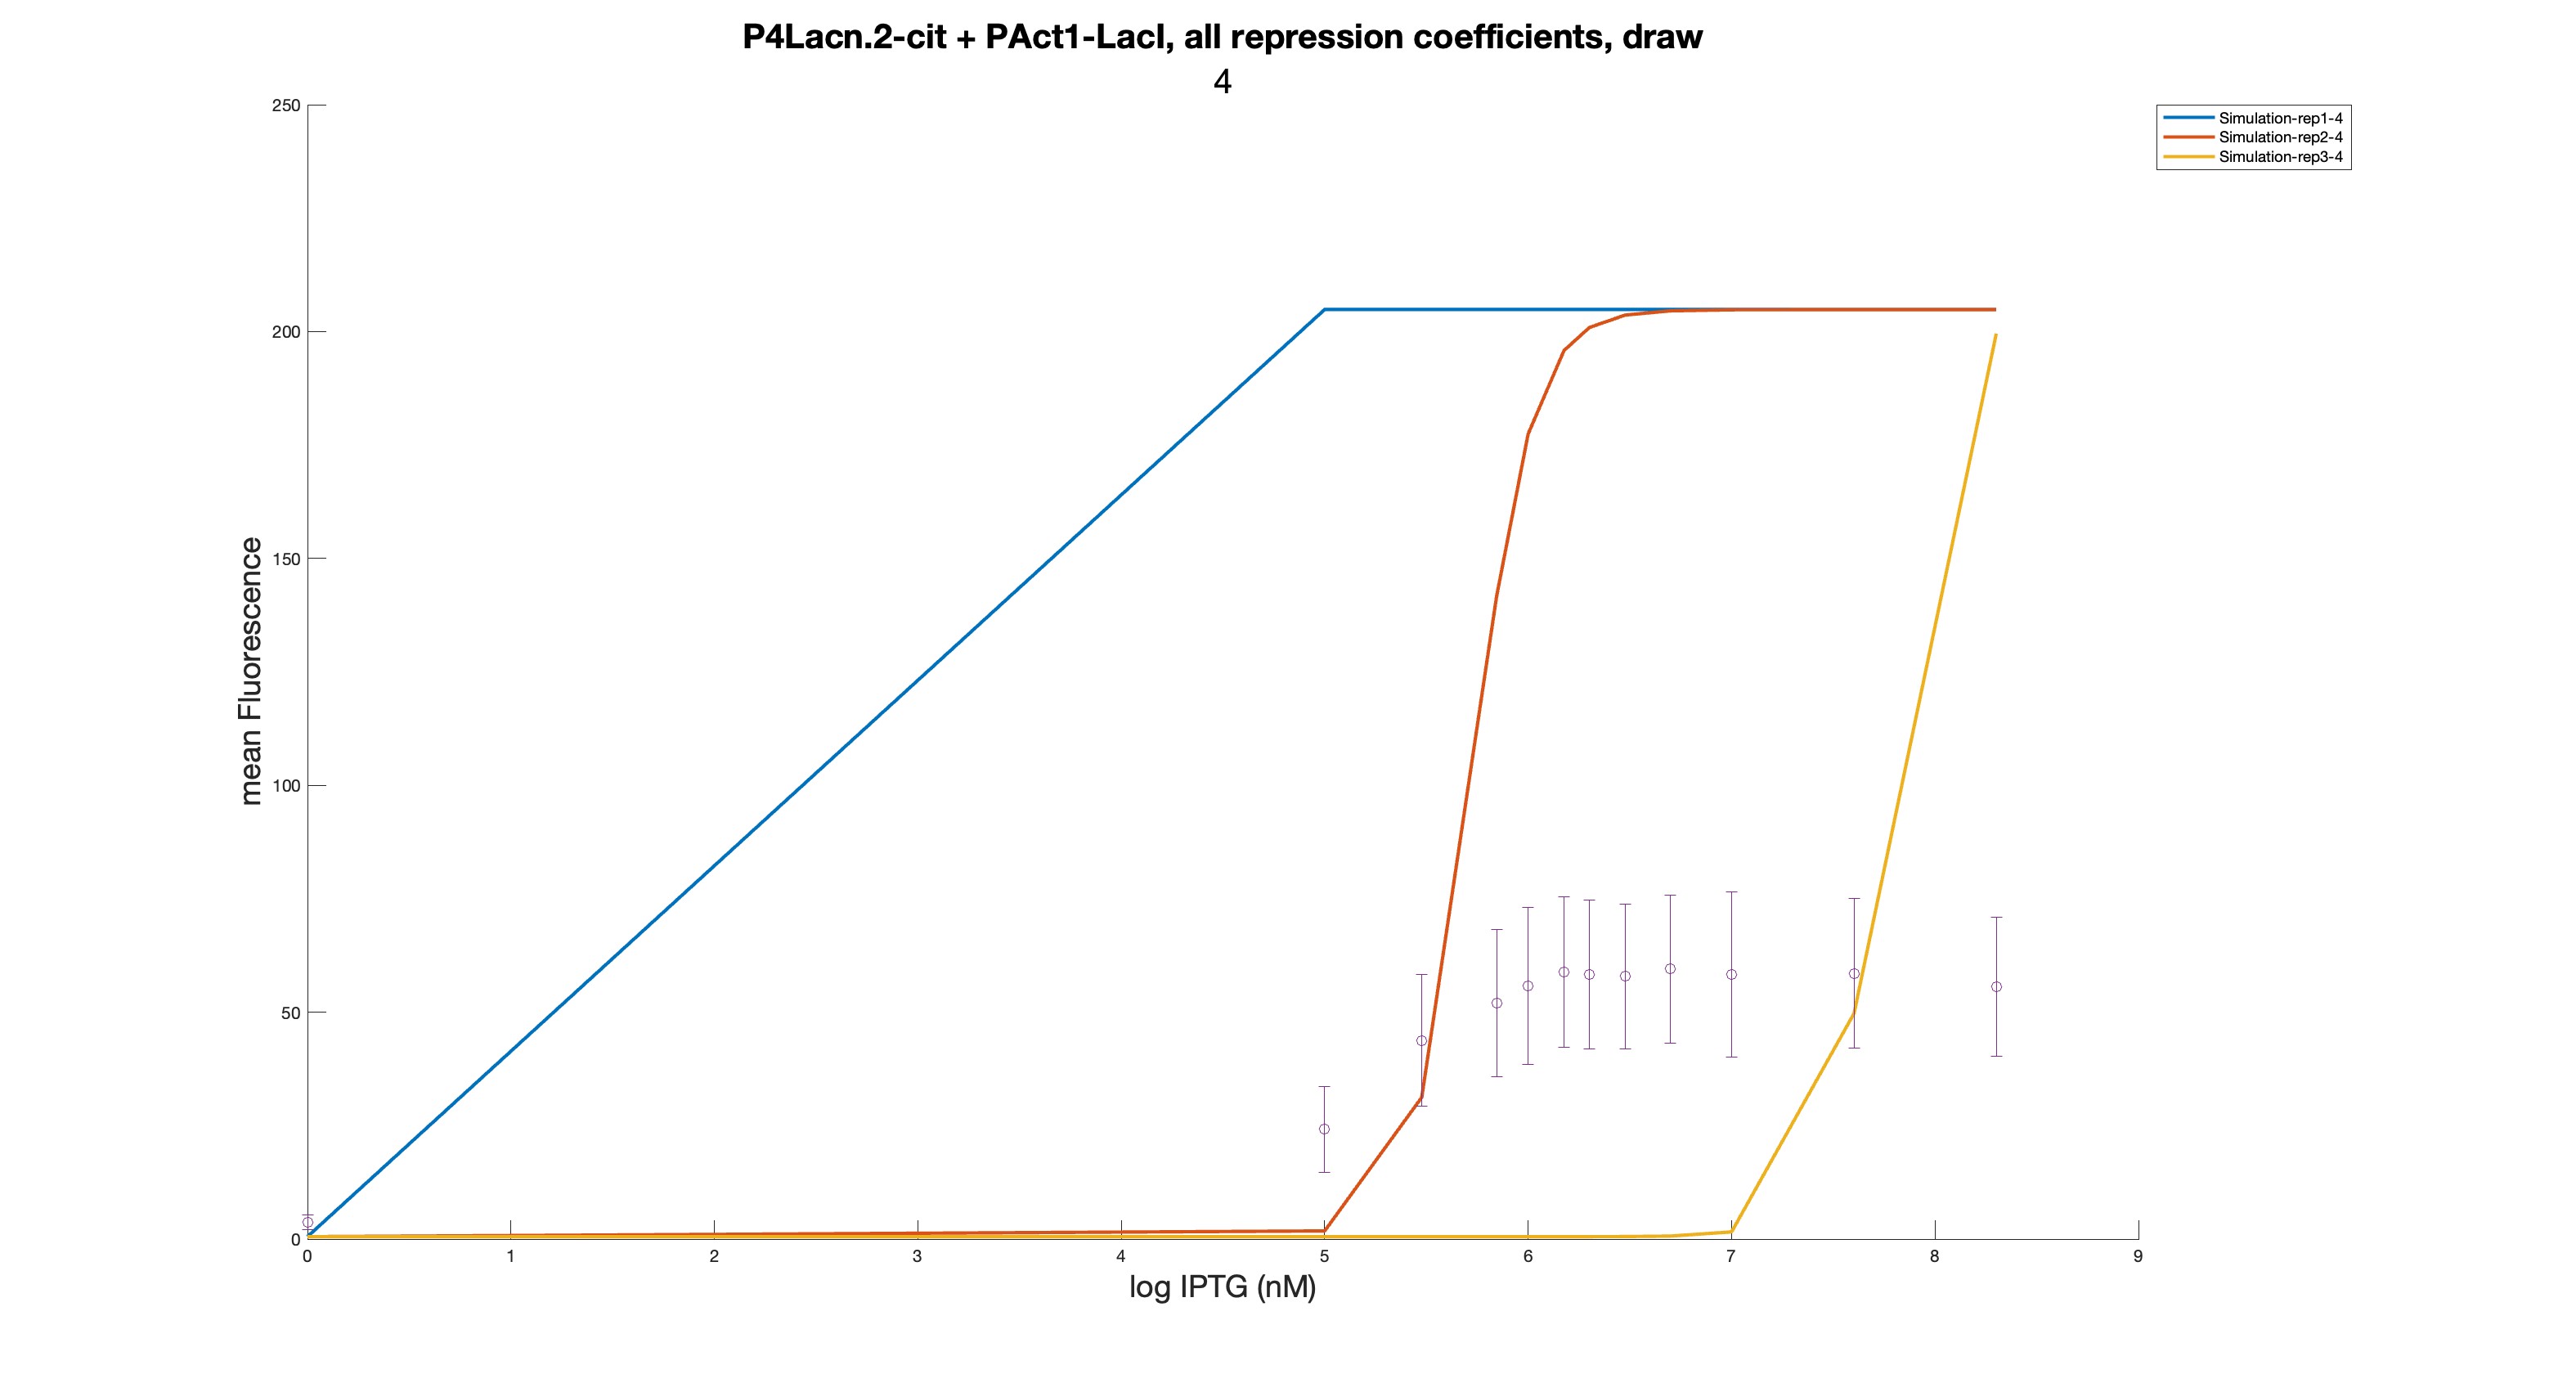 P4Lacn.2-cit + PAct1-LacI, all repression coefficients, draw
4
250
200
150
100
50
0
mean Fluorescence
0 1 2 3 4 5 6 7 8 9
log IPTG (nM)
Simulation-rep1-4
Simulation-rep2-4
Simulation-rep3-4